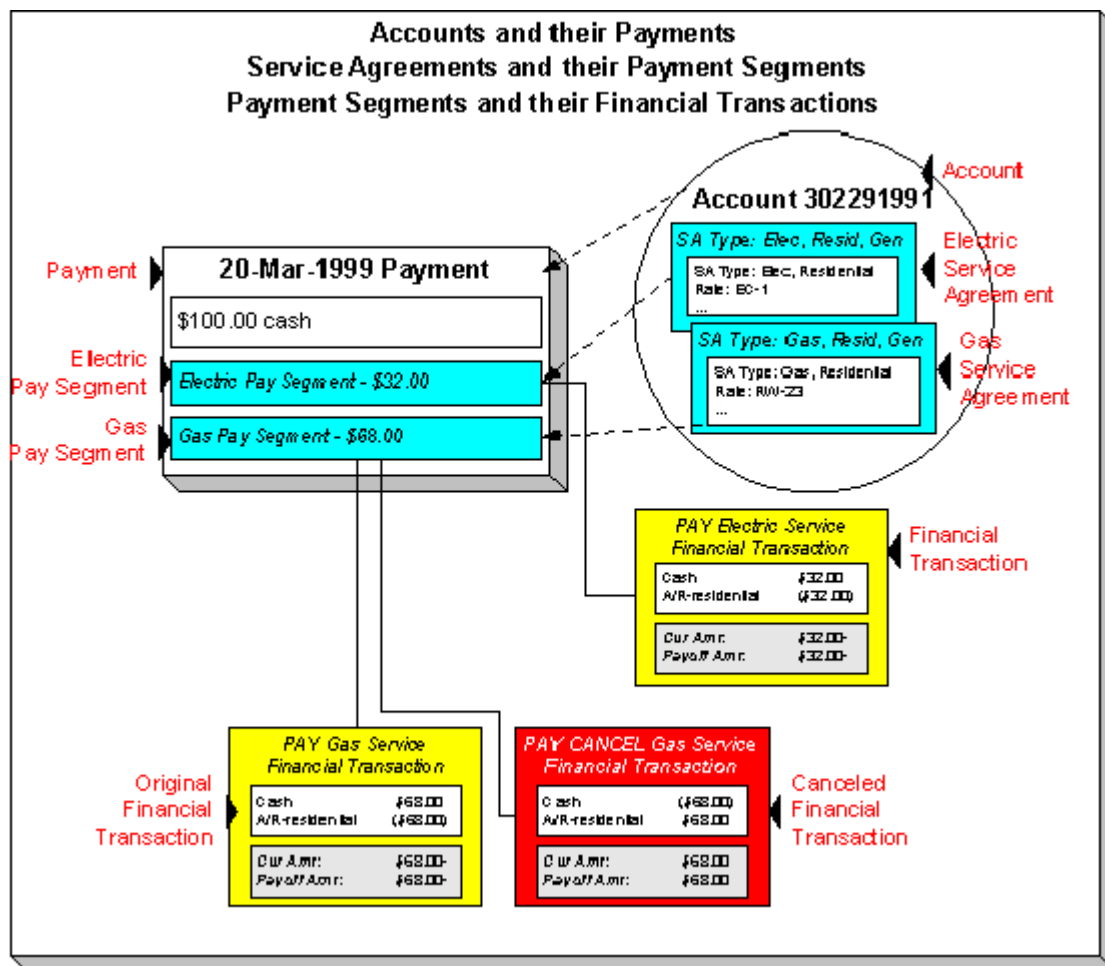 Accounts and their Payments
Service Agreements and their Payment Segments
Payment Segments and their Financial Transactions
Account
Account 302291991
SA Type: Elec, Resid, Gen
SA Type: Elec, Residential
Rate: EC-1
...
Electric
Service
Agreement
SA Type: Gas, Resid, Gen
SA Type: Gas, Residential
Rate: RW-23
...
Gas
Service
Agreement
Payment
20-Mar-1999 Payment
$100.00 cash
Electric
Pay Segment
Electric Pay Segment - $32.00
Gas
Pay Segment
Gas Pay Segment - $68.00
PAY Electric Service
Financial Transaction
Cash $32.00
A/R-residential ($32.00)
Cur Amt: $32.00-
Payoff Amt: $32.00-
Financial
Transaction
Original
Financial
Transaction
PAY Gas Service
Financial Transaction
Cash $68.00
A/R-residential ($68.00)
Cur Amt: $68.00-
Payoff Amt: $68.00-
PAY CANCEL Gas Service
Financial Transaction
Cash ($68.00)
A/R-residential $68.00
Cur Amt: $68.00
Payoff Amt: $68.00
Canceled
Financial
Transaction